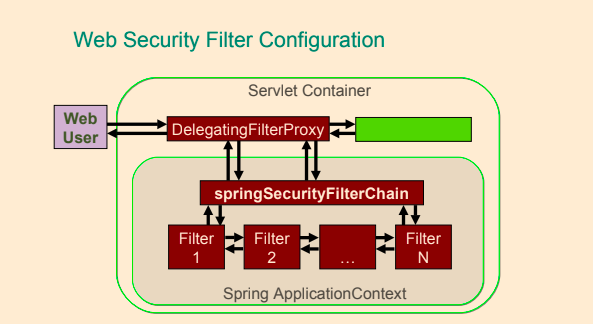 Web Security Filter Configuration
Servlet Container
Web
User
DelegatingFilterProxy
springSecurityFilterChain
Filter
1
Filter
2
...
Filter
N
Spring ApplicationContext